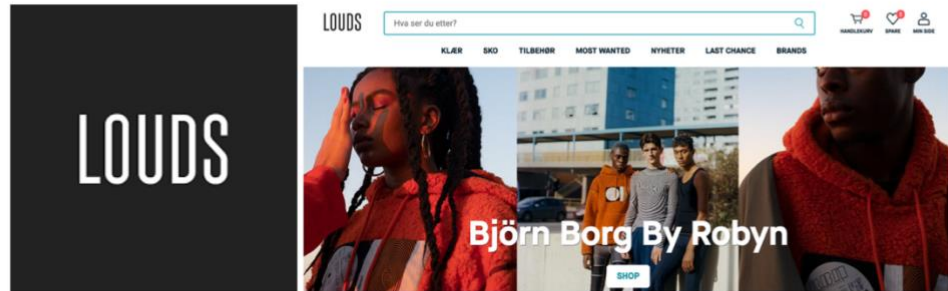 LOUDS
LOUDS
Hva ser du etter?
HANDLEKURV SPARE MIN SIDE
KLÆR SKO TILBEHØR MOST WANTED NYHETER LAST CHANCE BRANDS
Björn Borg By Robyn
SHOP